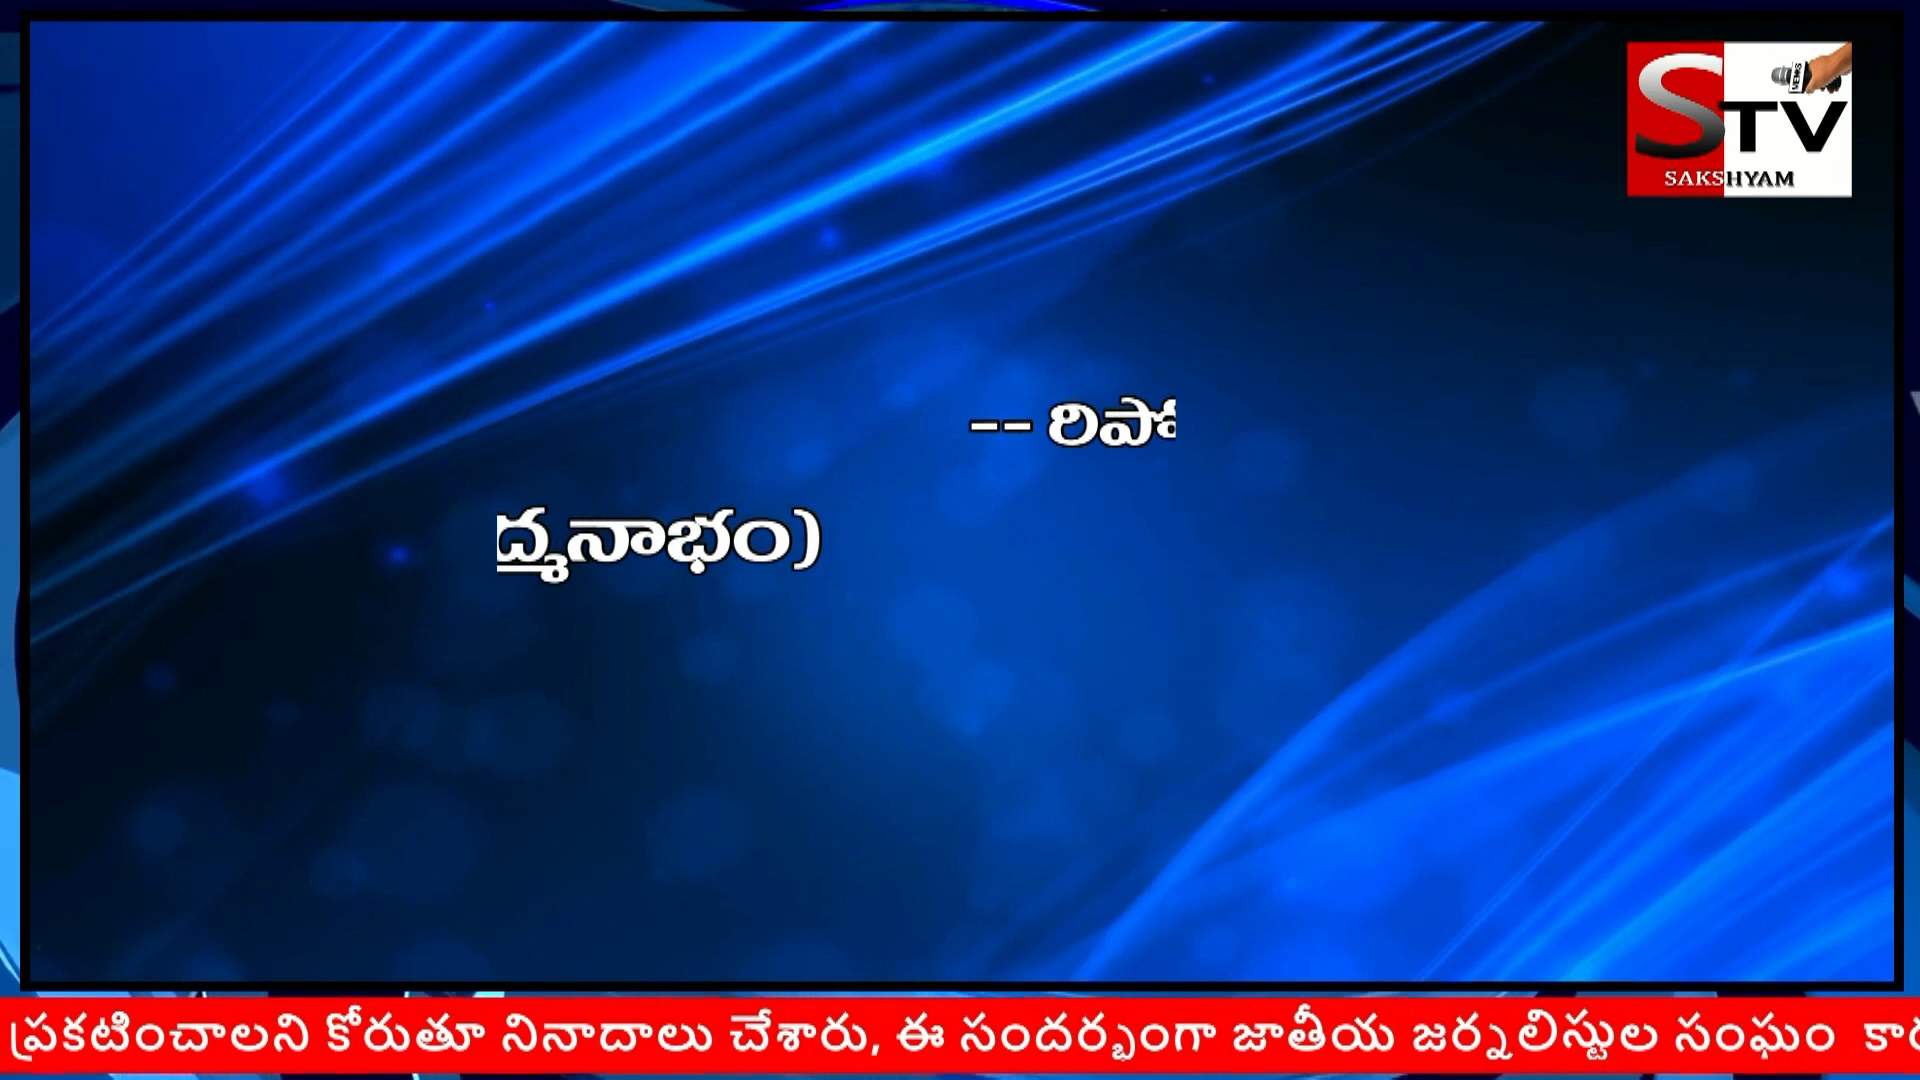 STV
SAKSHYAM
-- రిపో
ద్మనాభం)
ప్రకటించాలని కోరుతూ నినాదాలు చేశారు, ఈ సందర్భంగా జాతీయ జర్నలిస్టుల సంఘం